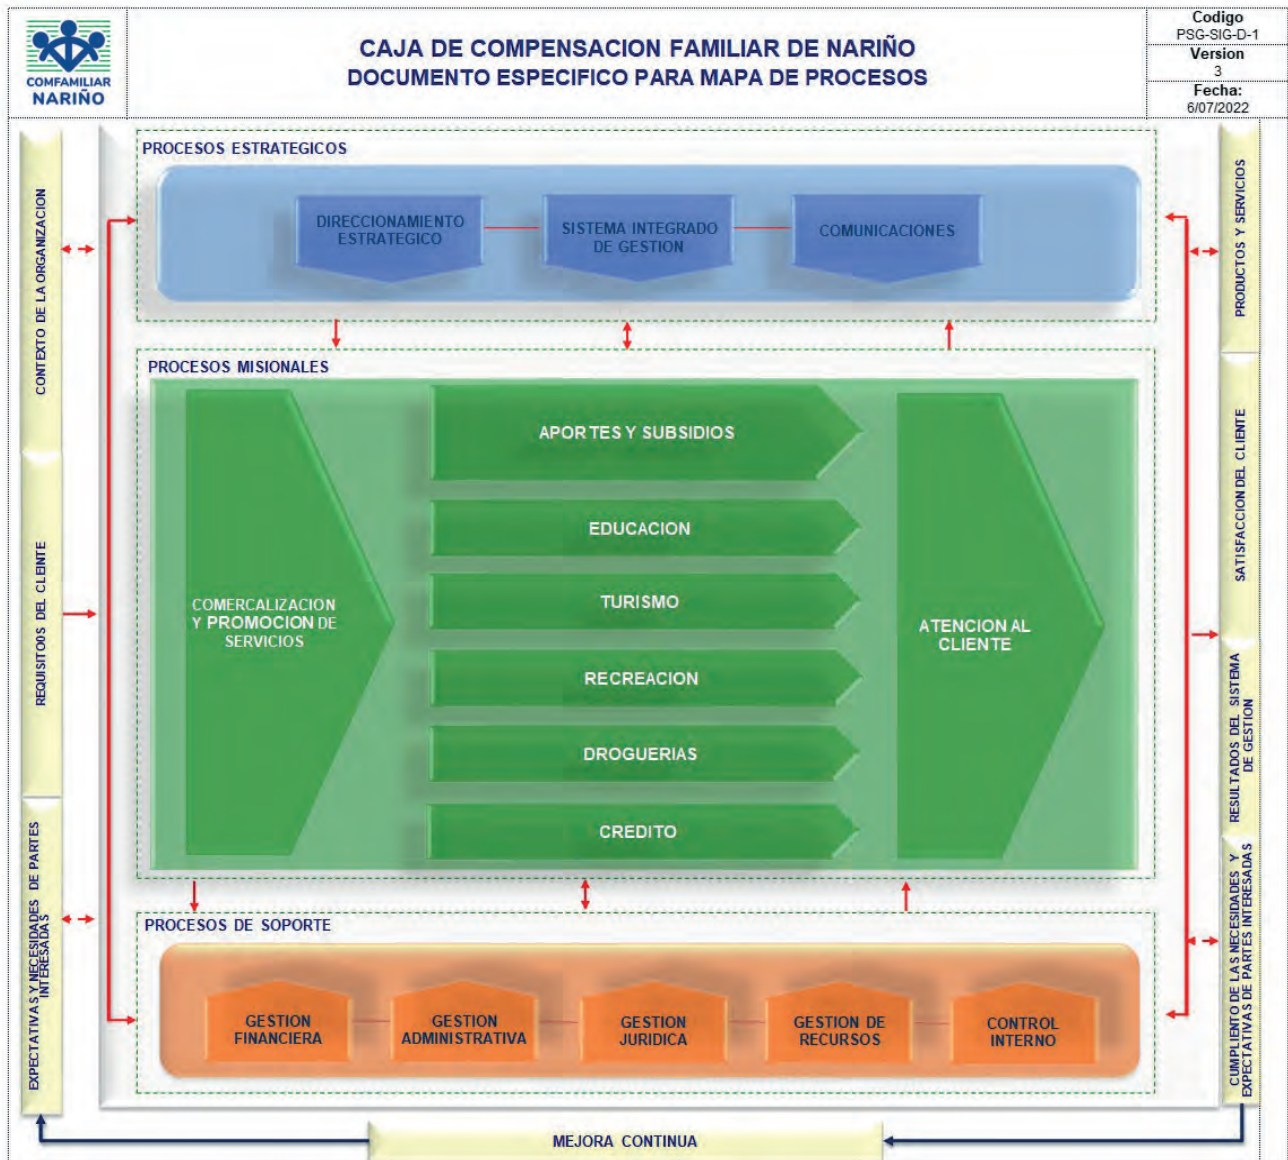 COMFAMILIAR
NARIÑO
CAJA DE COMPENSACION FAMILIAR DE NARIÑO
DOCUMENTO ESPECIFICO PARA MAPA DE PROCESOS
Codigo
PSG-SIG-D-1
Version
3
Fecha:
6/07/2022
CONTEXTO DE LA ORGANIZACION
REQUISITO0S DEL CLEINTE
EXPECTATIVAS Y NECESIDADES DE PARTES
INTERESADAS
PROCESOS ESTRATEGICOS
DIRECCIONAMIENTO
ESTRATEGICO
SISTEMA INTEGRADO
DE GESTION
COMUNICACIONES
PROCESOS MISIONALES
COMERCALIZACION
Y PROMOCION DE
SERVICIOS
APORTES Y SUBSIDIOS
EDUCACION
TURISMO
RECREACION
DROGUERIAS
CREDITO
ATENCION AL
CLIENTE
PROCESOS DE SOPORTE
GESTION
FINANCIERA
GESTION
ADMINISTRATIVA
GESTION
JURIDICA
GESTION DE
RECURSOS
CONTROL
INTERNO
PRODUCTOS Y SERVICIOS
SATISFACCION DEL CLIENTE
RESULTADOS DEL SISTEMA
DE GESTION
CUMPLIENTO DE LAS NECESIDADES Y
EXPECTATIVAS DE PARTES INTERESADAS
MEJORA CONTINUA